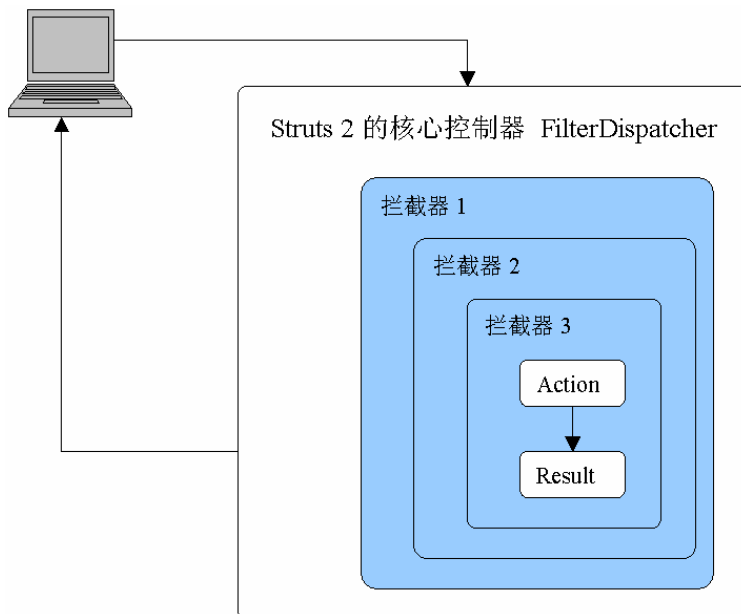 Struts 2 的核心控制器 FilterDispatcher
拦截器 1
拦截器 2
拦截器 3
Action
Result